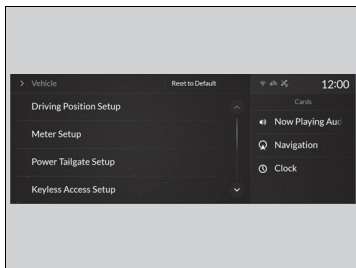 Vehicle
Reset to Default
12:00
Driving Position Setup
Meter Setup
Power Tailgate Setup
Keyless Access Setup
Cards
Now Playing Aud
Navigation
Clock